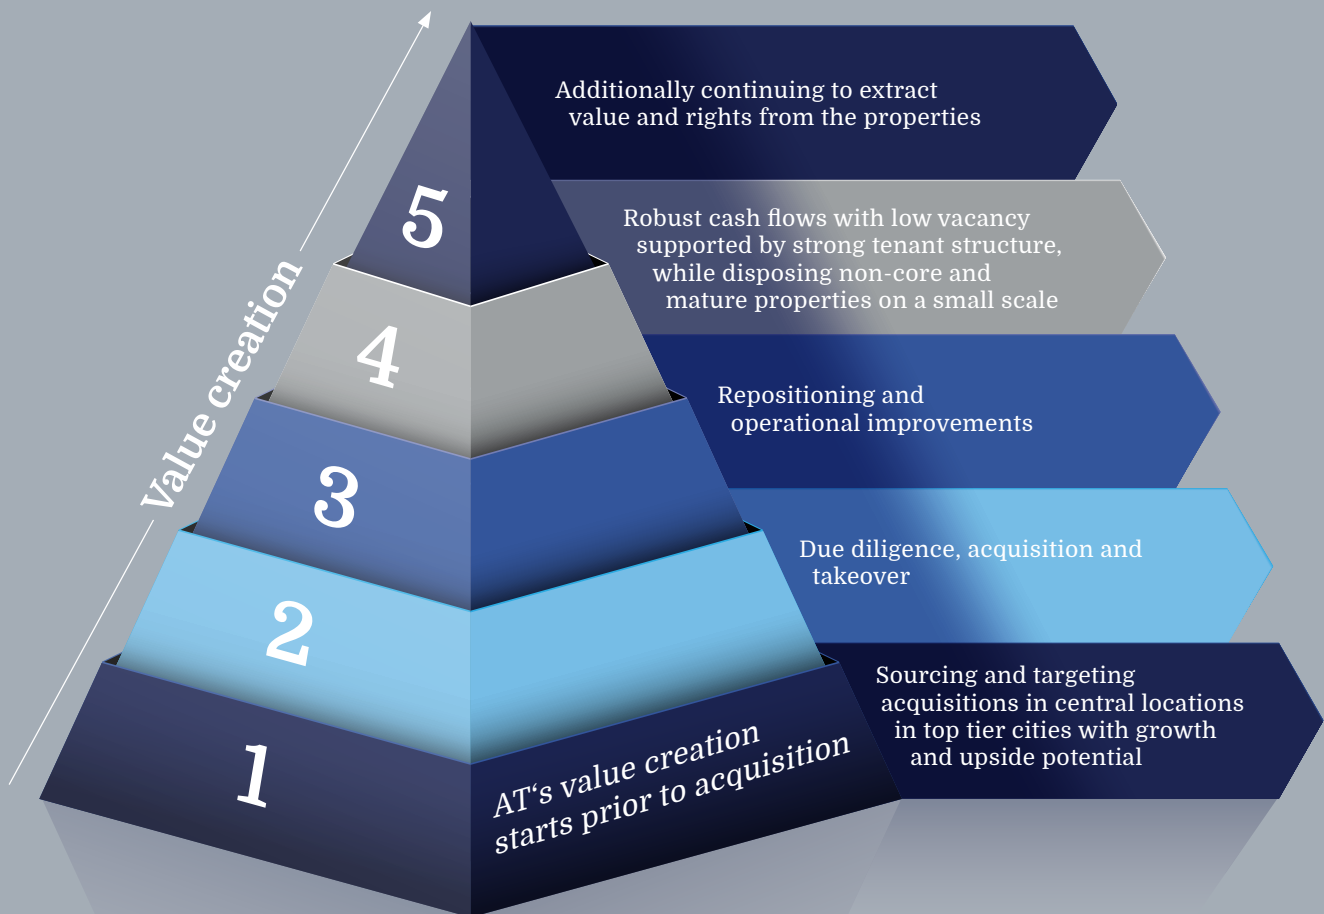 Additionally continuing to extract
value and rights from the properties
5
Robust cash flows with low vacancy
supported by strong tenant structure,
while disposing non-core and
mature properties on a small scale
4
Value creation
Repositioning and
operational improvements
3
Due diligence, acquisition and
takeover
2
Sourcing and targeting
acquisitions in central locations
in top tier cities with growth
and upside potential
1
AT‘s value creation
starts prior to acquisition